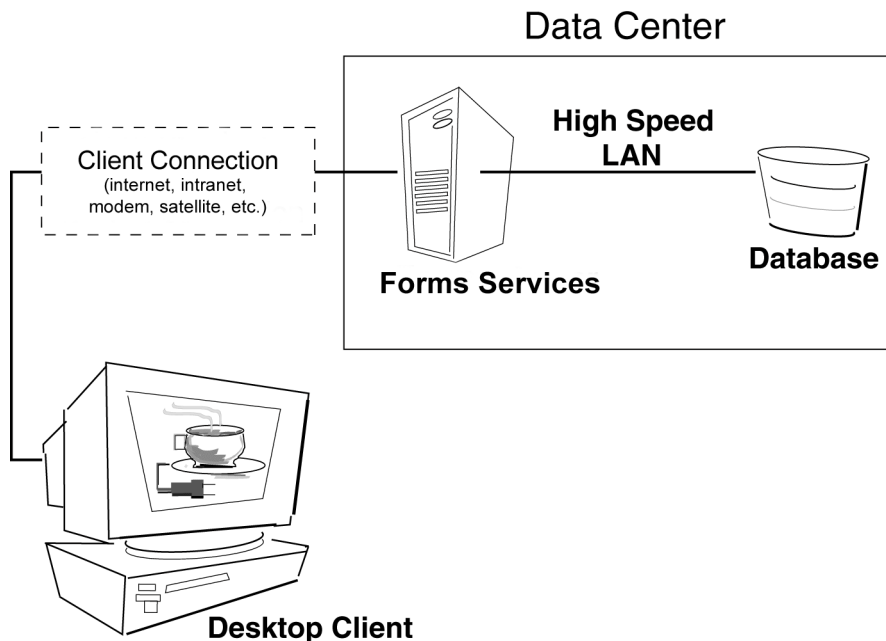 Data Center
Client Connection
(internet, intranet,
modem, satellite, etc.)
High Speed
LAN
Forms Services
Database
Desktop Client